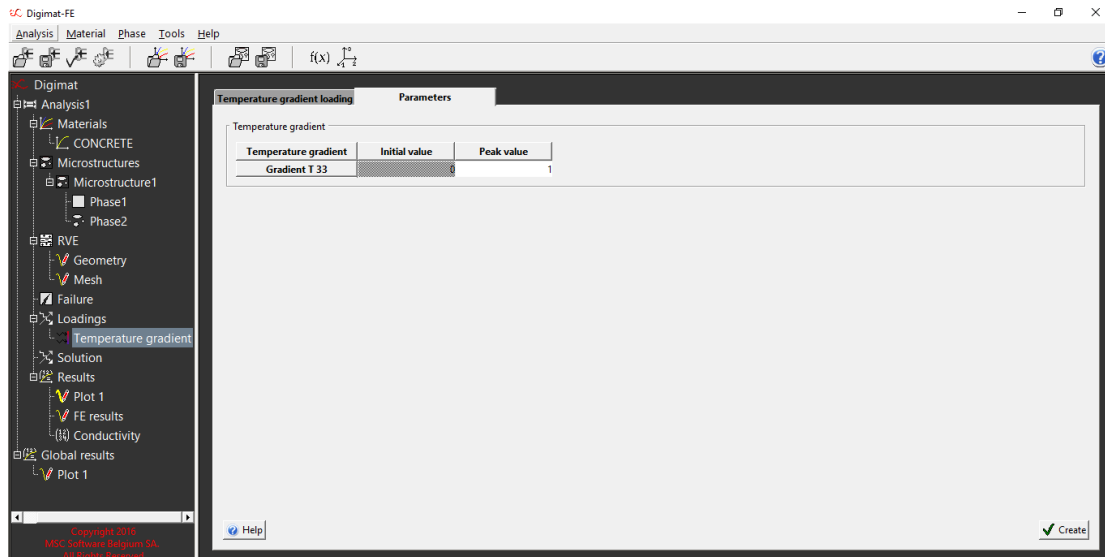 Digimat-FE
Analysis Material Phase Tools Help
f(x)
Digimat
Analysis1
Materials
CONCRETE
Microstructures
Microstructure1
Phase1
Phase2
RVE
Geometry
Mesh
Failure
Loadings
Temperature gradient
Solution
Results
Plot 1
FE results
Conductivity
Global results
Plot 1
Copyright 2016
MSC Software Belgium SA.
All Rights Reserved
Temperature gradient loading Parameters
Temperature gradient
Temperature gradient Initial value Peak value
Gradient T 33 0 1
Help Create